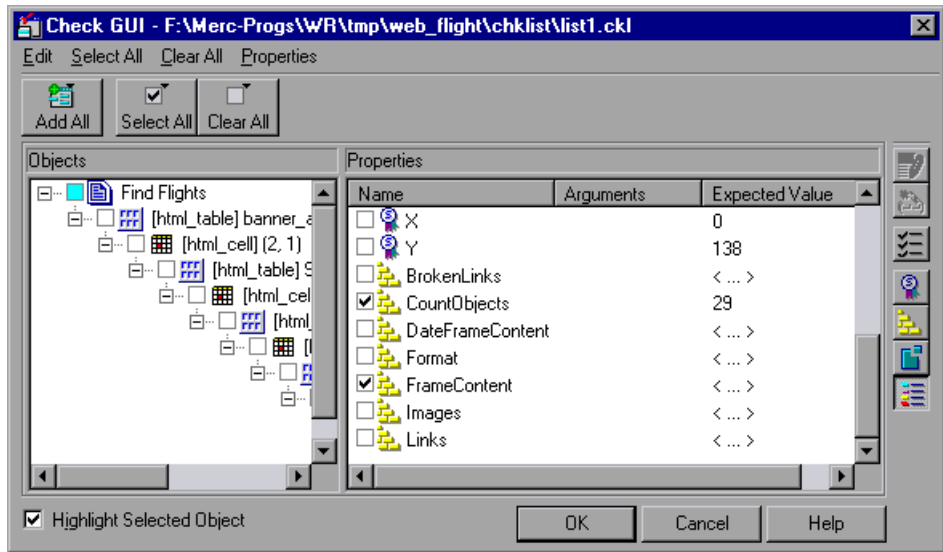 Check GUI - F:\Merc-Progs\WR\tmp\web_flight\chklist\list1.ckl
Edit Select All Clear All Properties
Add All Select All Clear All
Objects
Find Flights
[html_table] banner_a
[html_cell] (2, 1)
[html_table] S
[html_cel
[html_
[
Properties
Name Arguments Expected Value
X 0
Y 138
BrokenLinks < ... >
CountObjects 29
DateFrameContent < ... >
Format < ... >
FrameContent < ... >
Images < ... >
Links < ... >
Highlight Selected Object
OK Cancel Help